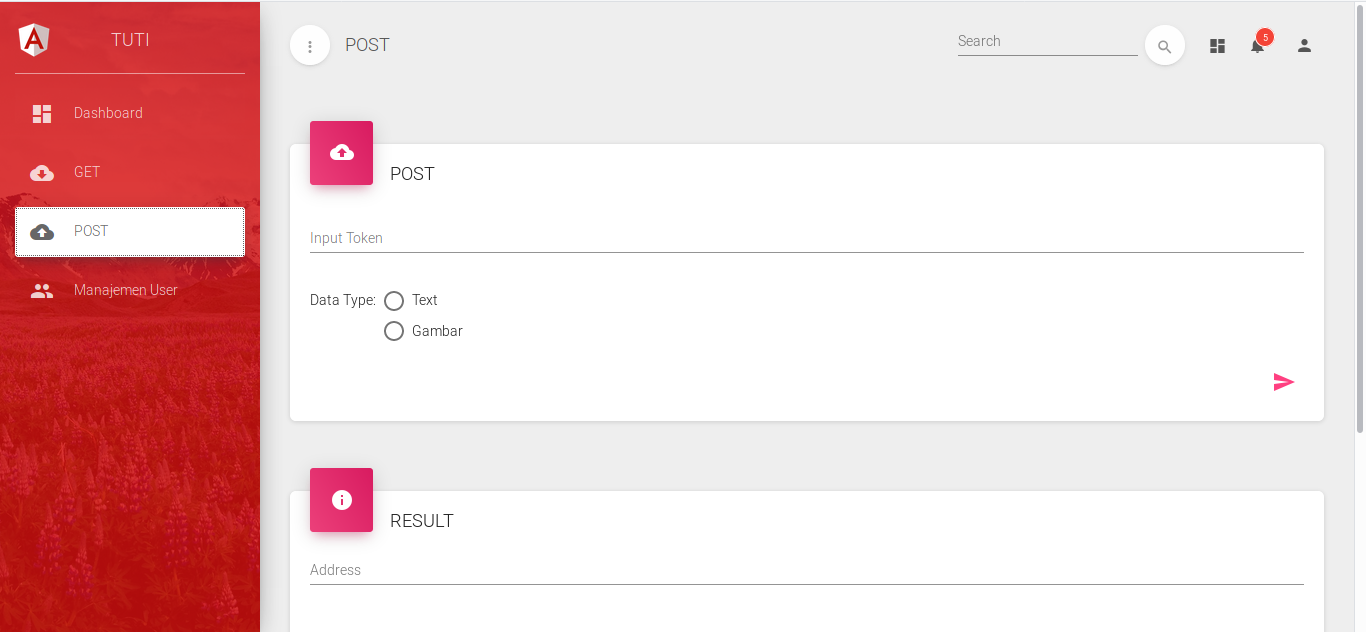 TUTI
Dashboard
GET
POST
Manajemen User
POST
Search
5
POST
Input Token
Data Type:
Text
Gambar
RESULT
Address